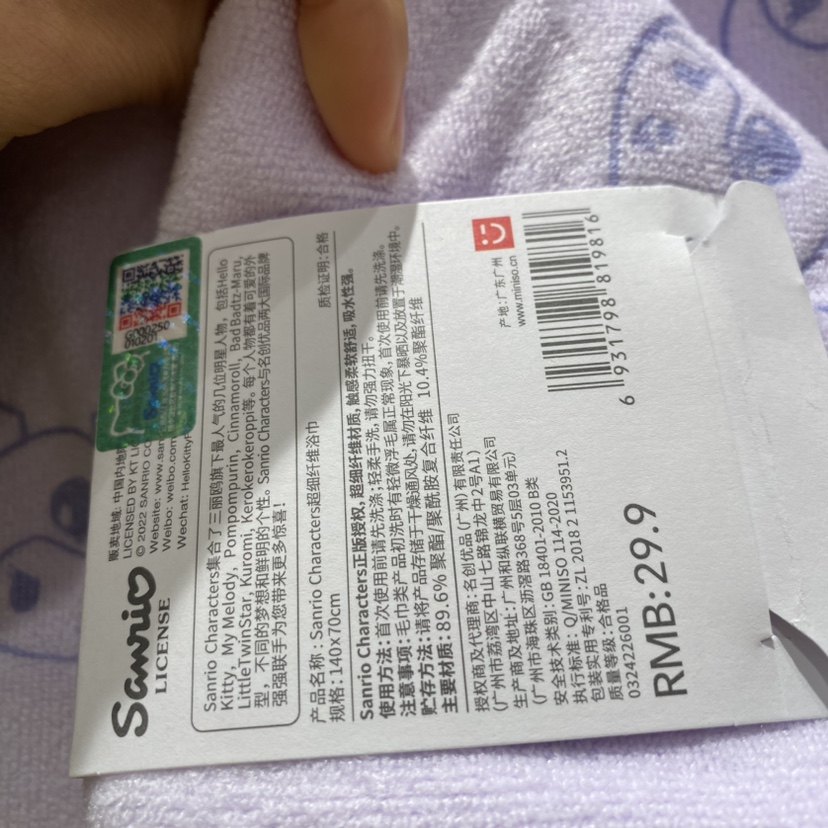 Sanrio
LICENSE
贩卖地域: 中国内地
LICENSED BY KT LI
© 2022 SANRIO CO
Website: www.san
Weibo: weibo.com
Wechat: HelloKittyF
GP00250
010201
Sanrio
Sanrio Characters集合了三丽鸥旗下最人气的几位明星人物，包括Hello
Kitty，My Melody，Pompompurin，Cinnamoroll，Bad Badtz-Maru,
LittleTwinStar, Kuromi, Kerokerokeroppi等。每个人物都有着可爱的外
型，不同的梦想和鲜明的个性。Sanrio Characters与名创优品两大国际品牌
强强联手为您带来更多惊喜！
产品名称: Sanrio Characters超细纤维浴巾
规格: 140x70cm
质检证明: 合格
Sanrio Characters正版授权，超细纤维材质，触感柔软舒适，吸水性强。
使用方法: 首次使用前请先洗涤；轻柔手洗，请勿强力扭干。
注意事项: 毛巾类产品初洗时有轻微浮毛属正常现象，首次使用前请先洗涤。
贮存方法: 请将产品存储于干燥通风处，请勿在阳光下暴晒以及放置于潮湿环境中。
主要材质: 89.6% 聚酯/聚酰胺复合纤维 10.4%聚酯纤维
授权商及代理商: 名创优品(广州)有限责任公司
(广州市荔湾区中山七路锦龙中2号A1)
生产商及地址: 广州和纵联横贸易有限公司
(广州市海珠区沥滘路368号5层03单元)
安全技术类别: GB 18401-2010 B类
执行标准: Q/MINISO 114-2020
包装实用专利号: ZL 2018 2 1153951.2
质量等级: 合格品
0324226001
RMB:29.9
产地: 广东广州
www.miniso.cn
6 931798 819816